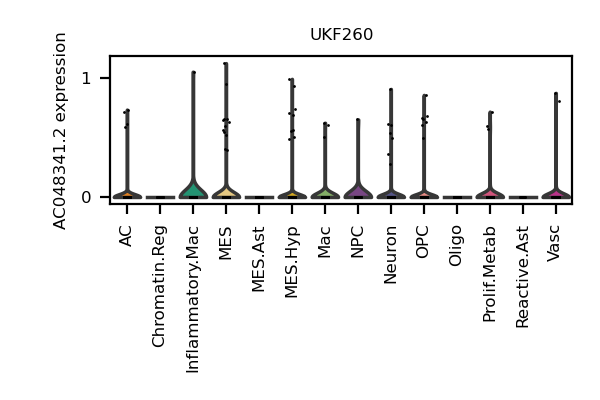 UKF260
AC048341.2 expression
1
0
AC
Chromatin.Reg
Inflammatory.Mac
MES
MES.Ast
MES.Hyp
Mac
NPC
Neuron
OPC
Oligo
Prolif.Metab
Reactive.Ast
Vasc